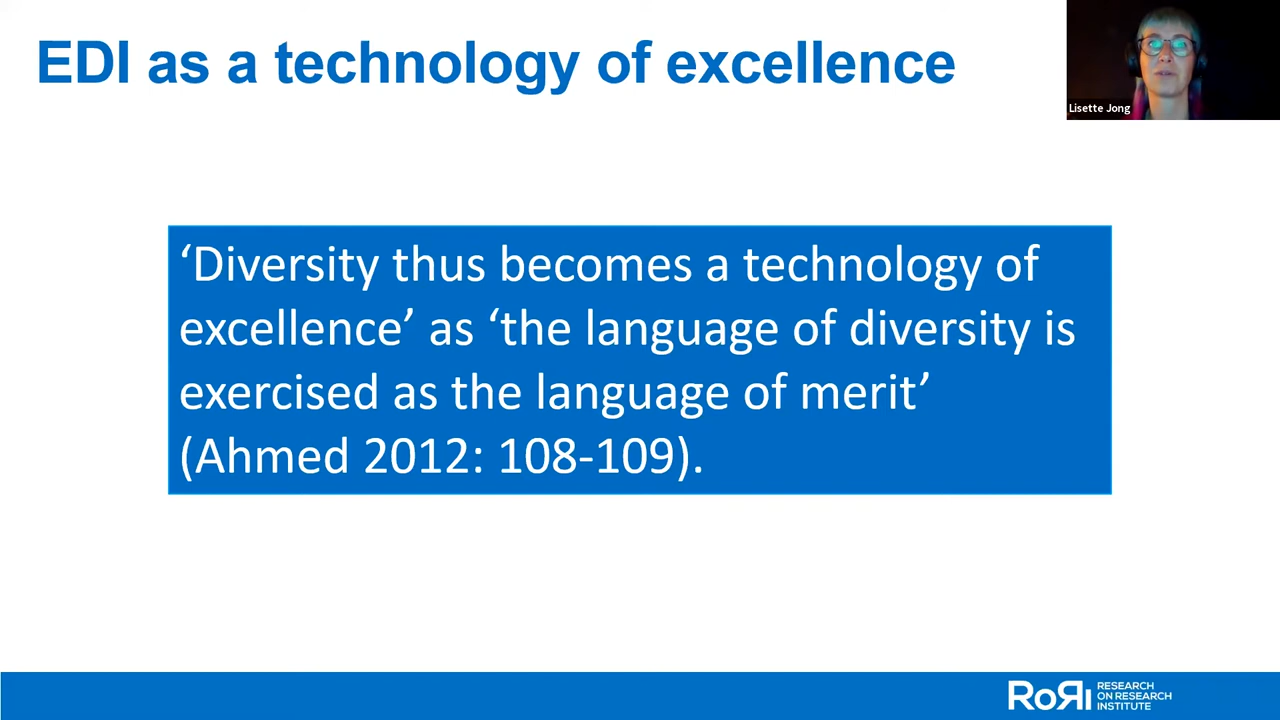 EDI as a technology of excellence
Lisette Jong
‘Diversity thus becomes a technology of
excellence’ as ‘the language of diversity is
exercised as the language of merit’
(Ahmed 2012: 108-109).
RoRI
RESEARCH
ON RESEARCH
INSTITUTE